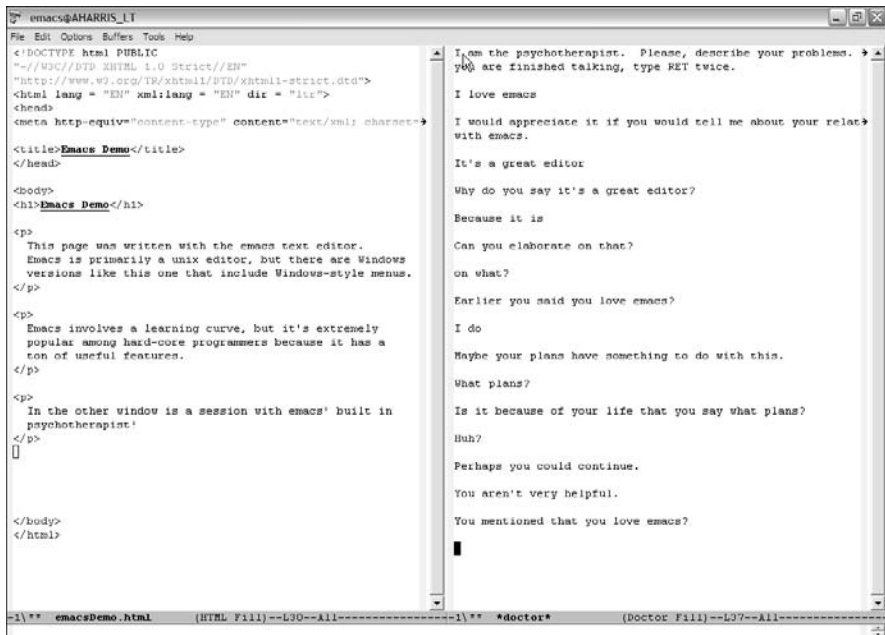 emacs@AHARRIS_LT
File Edit Options Buffers Tools Help
<!DOCTYPE html PUBLIC
"-//W3C//DTD XHTML 1.0 Strict//EN"
"http://www.w3.org/TR/xhtml1/DTD/xhtml1-strict.dtd">
<html lang = "EN" xml:lang = "EN" dir = "ltr">
<head>
<meta http-equiv="content-type" content="text/xml; charset=
<title>Emacs Demo</title>
</head>
<body>
<h1>Emacs Demo</h1>
<p>
This page was written with the emacs text editor.
Emacs is primarily a unix editor, but there are Windows
versions like this one that include Windows-style menus.
</p>
<p>
Emacs involves a learning curve, but it's extremely
popular among hard-core programmers because it has a
ton of useful features.
</p>
<p>
In the other window is a session with emacs' built in
psychotherapist'
</p>
</body>
</html>
-1\** emacsDemo.html (HTML Fill)--L30--All----------------
I am the psychotherapist. Please, describe your problems.
you are finished talking, type RET twice.
I love emacs
I would appreciate it if you would tell me about your relat
with emacs.
It's a great editor
Why do you say it's a great editor?
Because it is
Can you elaborate on that?
on what?
Earlier you said you love emacs?
I do
Maybe your plans have something to do with this.
What plans?
Is it because of your life that you say what plans?
Huh?
Perhaps you could continue.
You aren't very helpful.
You mentioned that you love emacs?
-1\** *doctor* (Doctor Fill)--L37--All----------------